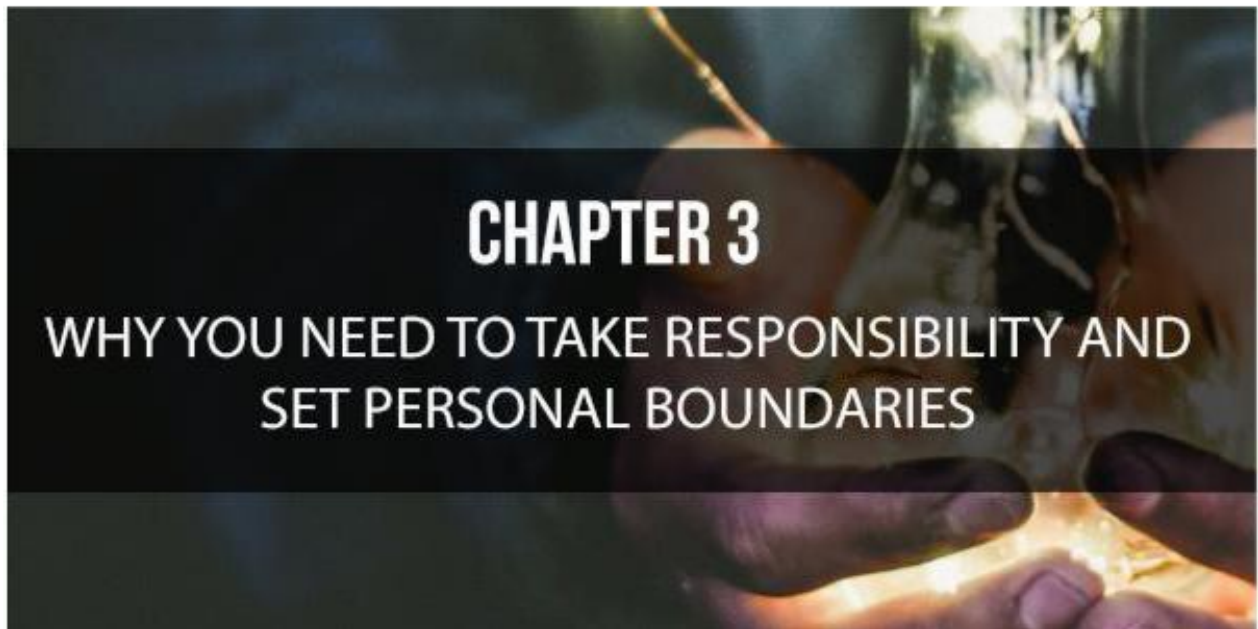 CHAPTER 3
WHY YOU NEED TO TAKE RESPONSIBILITY AND
SET PERSONAL BOUNDARIES